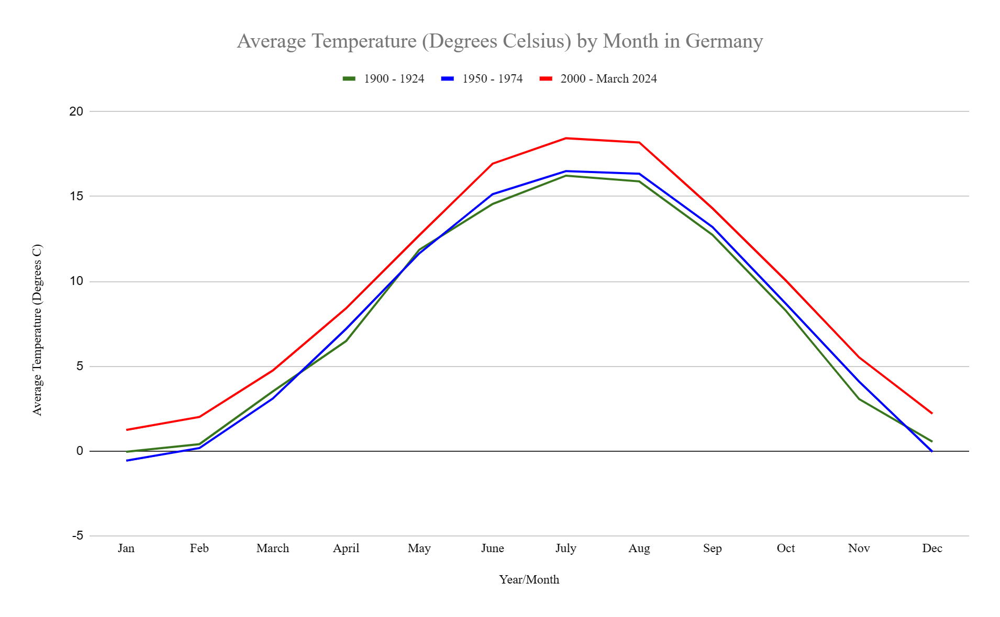 Average Temperature (Degrees Celsius) by Month in Germany
1900 - 1924 1950 - 1974 2000 - March 2024
20
15
10
5
0
-5
Average Temperature (Degrees C)
Jan Feb March April May June July Aug Sep Oct Nov Dec
Year/Month